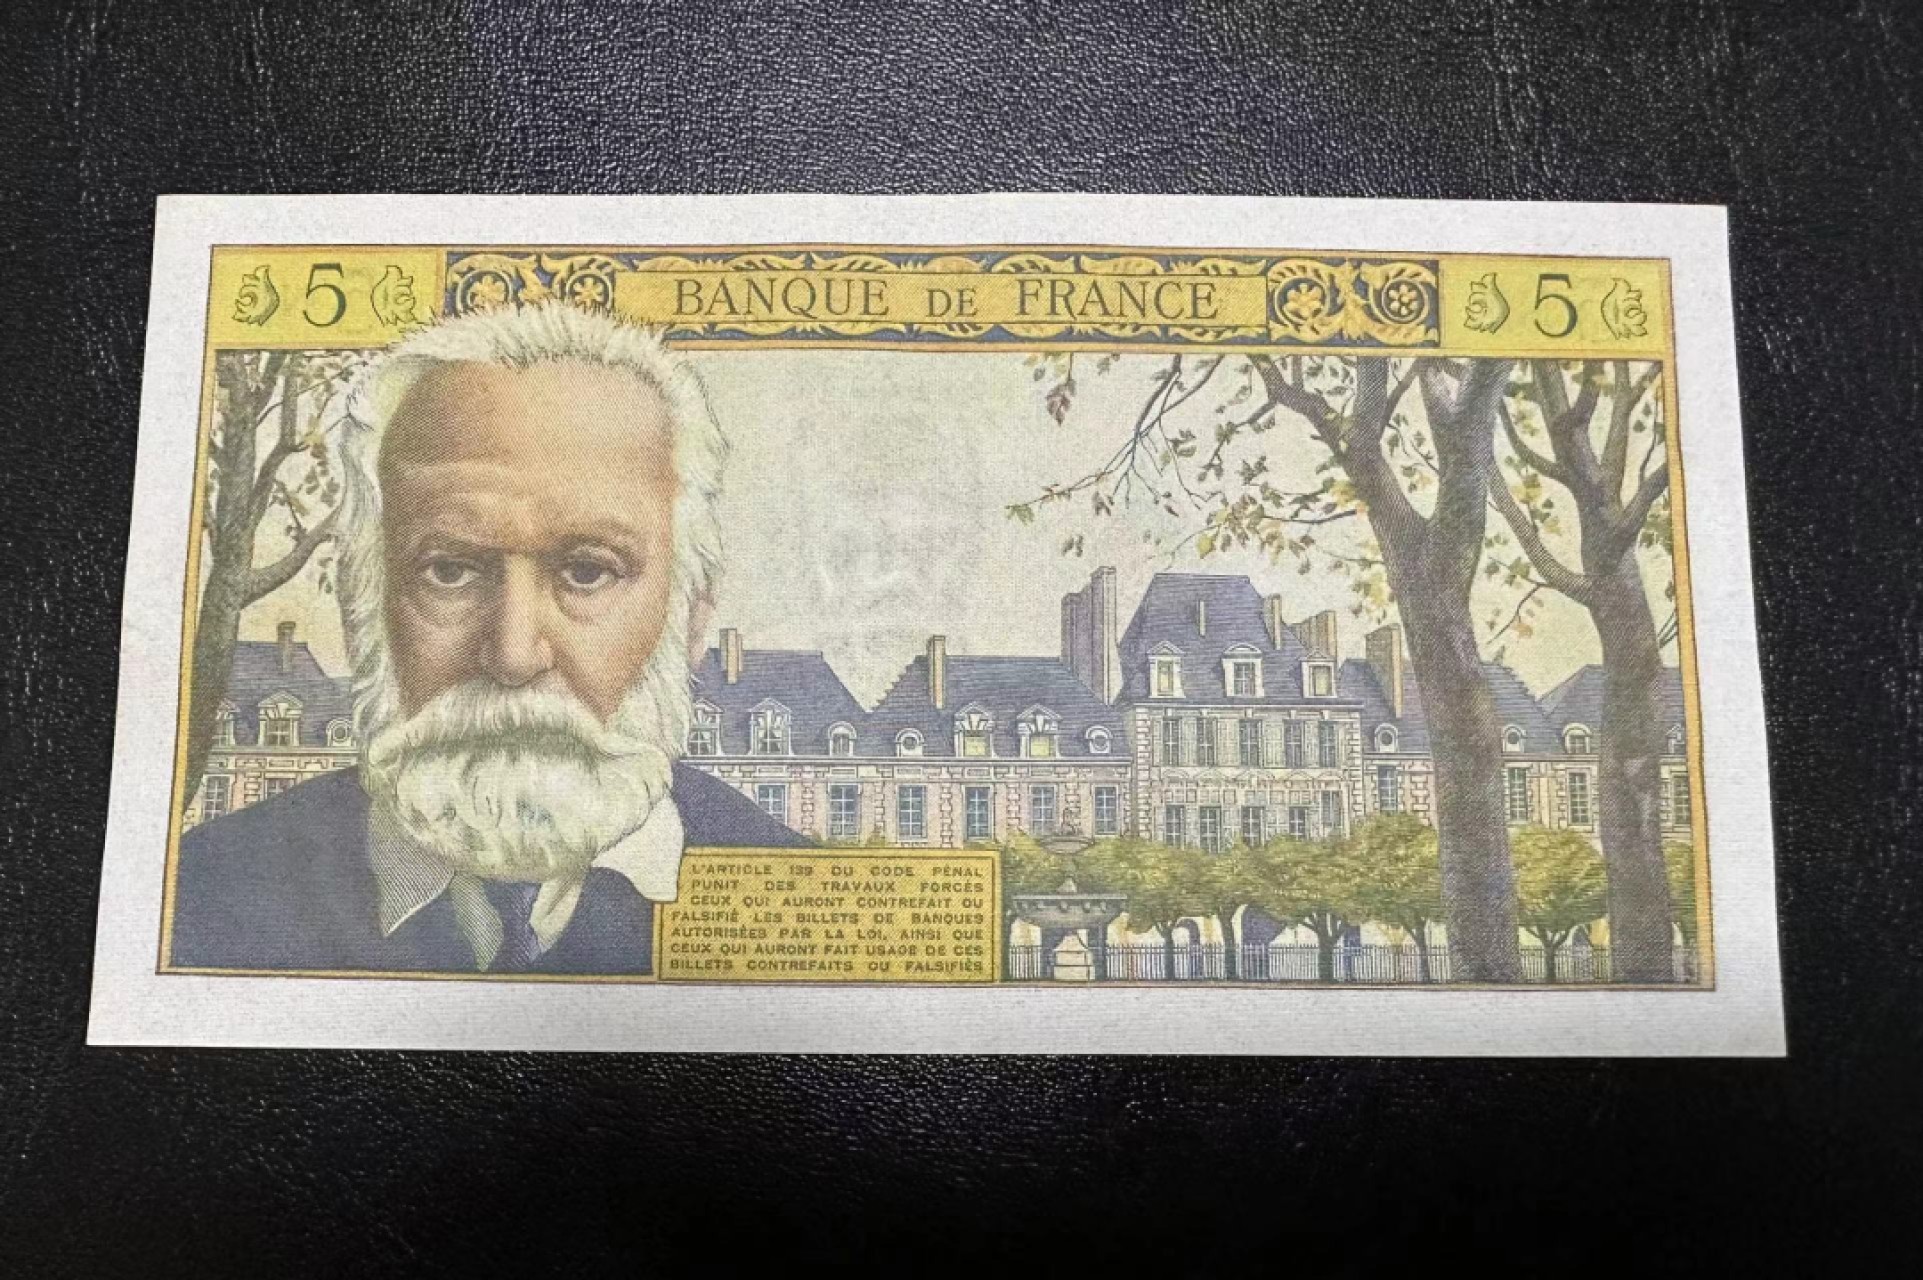 5 BANQUE DE FRANCE 5
L'ARTICLE 139 DU CODE PÉNAL
PUNIT DES TRAVAUX FORCÉS
CEUX QUI AURONT CONTREFAIT OU
FALSIFIÉ LES BILLETS DE BANQUES
AUTORISÉES PAR LA LOI, AINSI QUE
CEUX QUI AURONT FAIT USAGE DE CES
BILLETS CONTREFAITS OU FALSIFIÉS